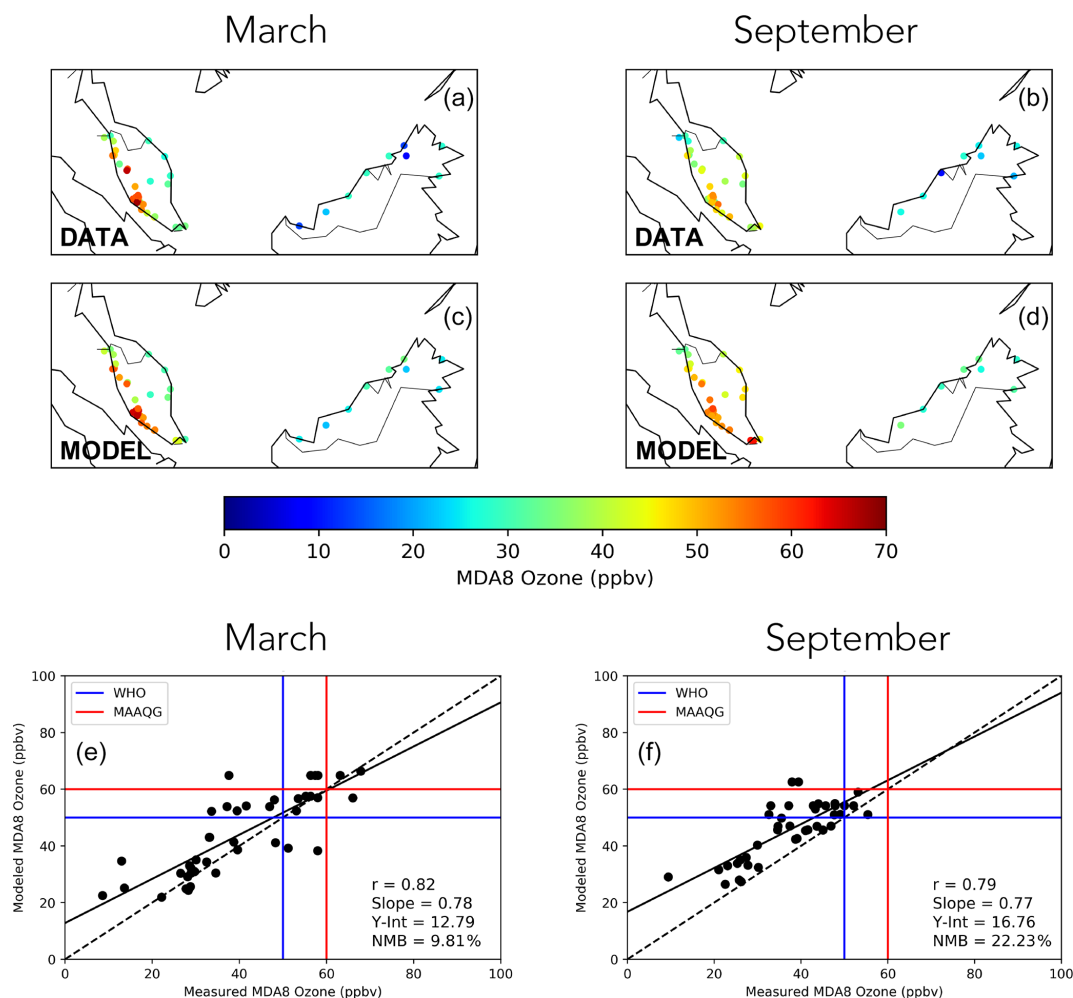 March
September
(a)
DATA
(b)
DATA
(c)
MODEL
(d)
MODEL
0 10 20 30 40 50 60 70
MDA8 Ozone (ppbv)
March
September
100
80
60
40
20
0
Modeled MDA8 Ozone (ppbv)
WHO
MAAQG
(e)
r = 0.82
Slope = 0.78
Y-Int = 12.79
NMB = 9.81%
0 20 40 60 80 100
Measured MDA8 Ozone (ppbv)
100
80
60
40
20
0
Modeled MDA8 Ozone (ppbv)
WHO
MAAQG
(f)
r = 0.79
Slope = 0.77
Y-Int = 16.76
NMB = 22.23%
0 20 40 60 80 100
Measured MDA8 Ozone (ppbv)